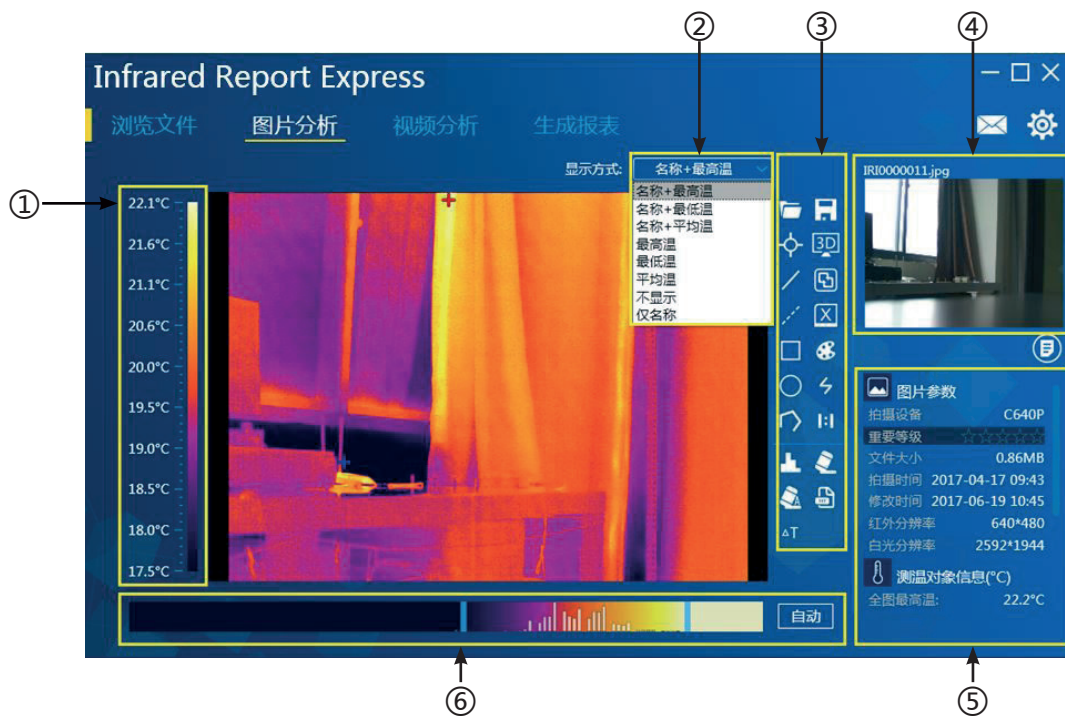 ② ③ ④
Infrared Report Express
浏览文件 图片分析 视频分析 生成报表
显示方式: 名称+最高温
名称+最高温
名称+最低温
名称+平均温
最高温
最低温
平均温
不显示
仅名称
①
22.1°C
21.6°C
21.1°C
20.6°C
20.0°C
19.5°C
19.0°C
18.5°C
18.0°C
17.5°C
3D
X
1:1
ΔT
IRI0000011.jpg
图片参数
拍摄设备 C640P
重要等级
文件大小 0.86MB
拍摄时间 2017-04-17 09:43
修改时间 2017-06-19 10:45
红外分辨率 640*480
白光分辨率 2592*1944
测温对象信息(°C)
全图最高温: 22.2°C
自动
⑥ ⑤